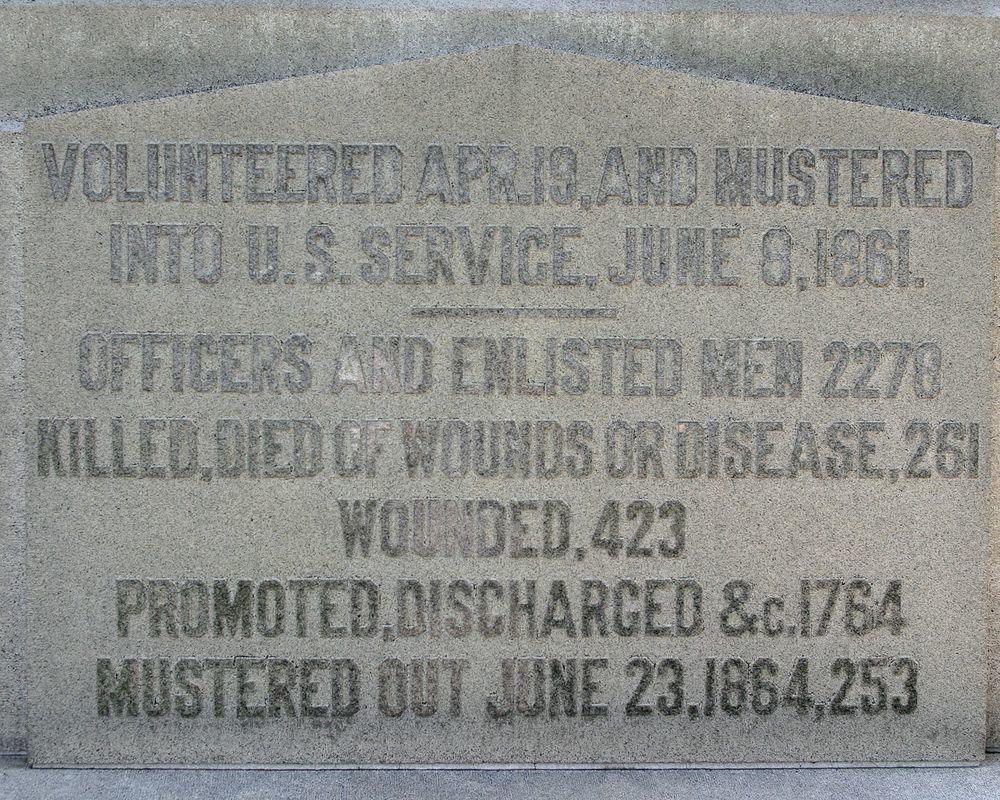 VOLUNTEERED APR.19, AND MUSTERED
INTO U.S. SERVICE, JUNE 8, 1861.
OFFICERS AND ENLISTED MEN 2278
KILLED, DIED OF WOUNDS OR DISEASE, 261
WOUNDED, 423
PROMOTED, DISCHARGED &c. 1764
MUSTERED OUT JUNE 23, 1864, 253